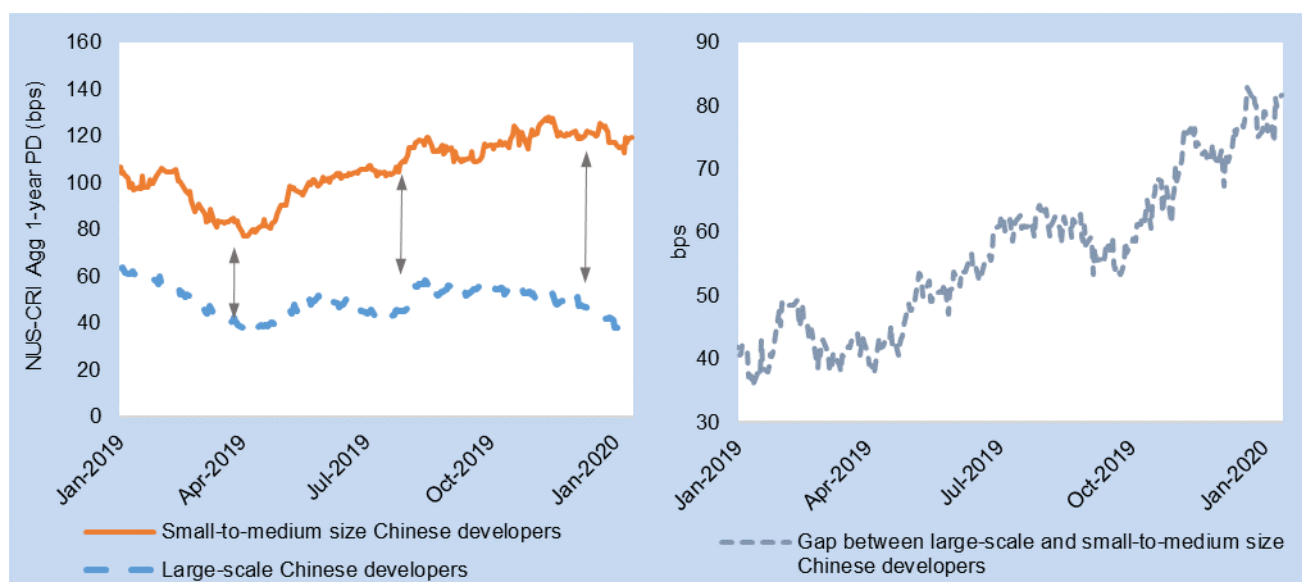 NUS-CRI Agg 1-year PD (bps)
160
140
120
100
80
60
40
20
0
Jan-2019
Apr-2019
Jul-2019
Oct-2019
Jan-2020
Small-to-medium size Chinese developers
Large-scale Chinese developers
bps
90
80
70
60
50
40
30
Jan-2019
Apr-2019
Jul-2019
Oct-2019
Jan-2020
Gap between large-scale and small-to-medium size
Chinese developers